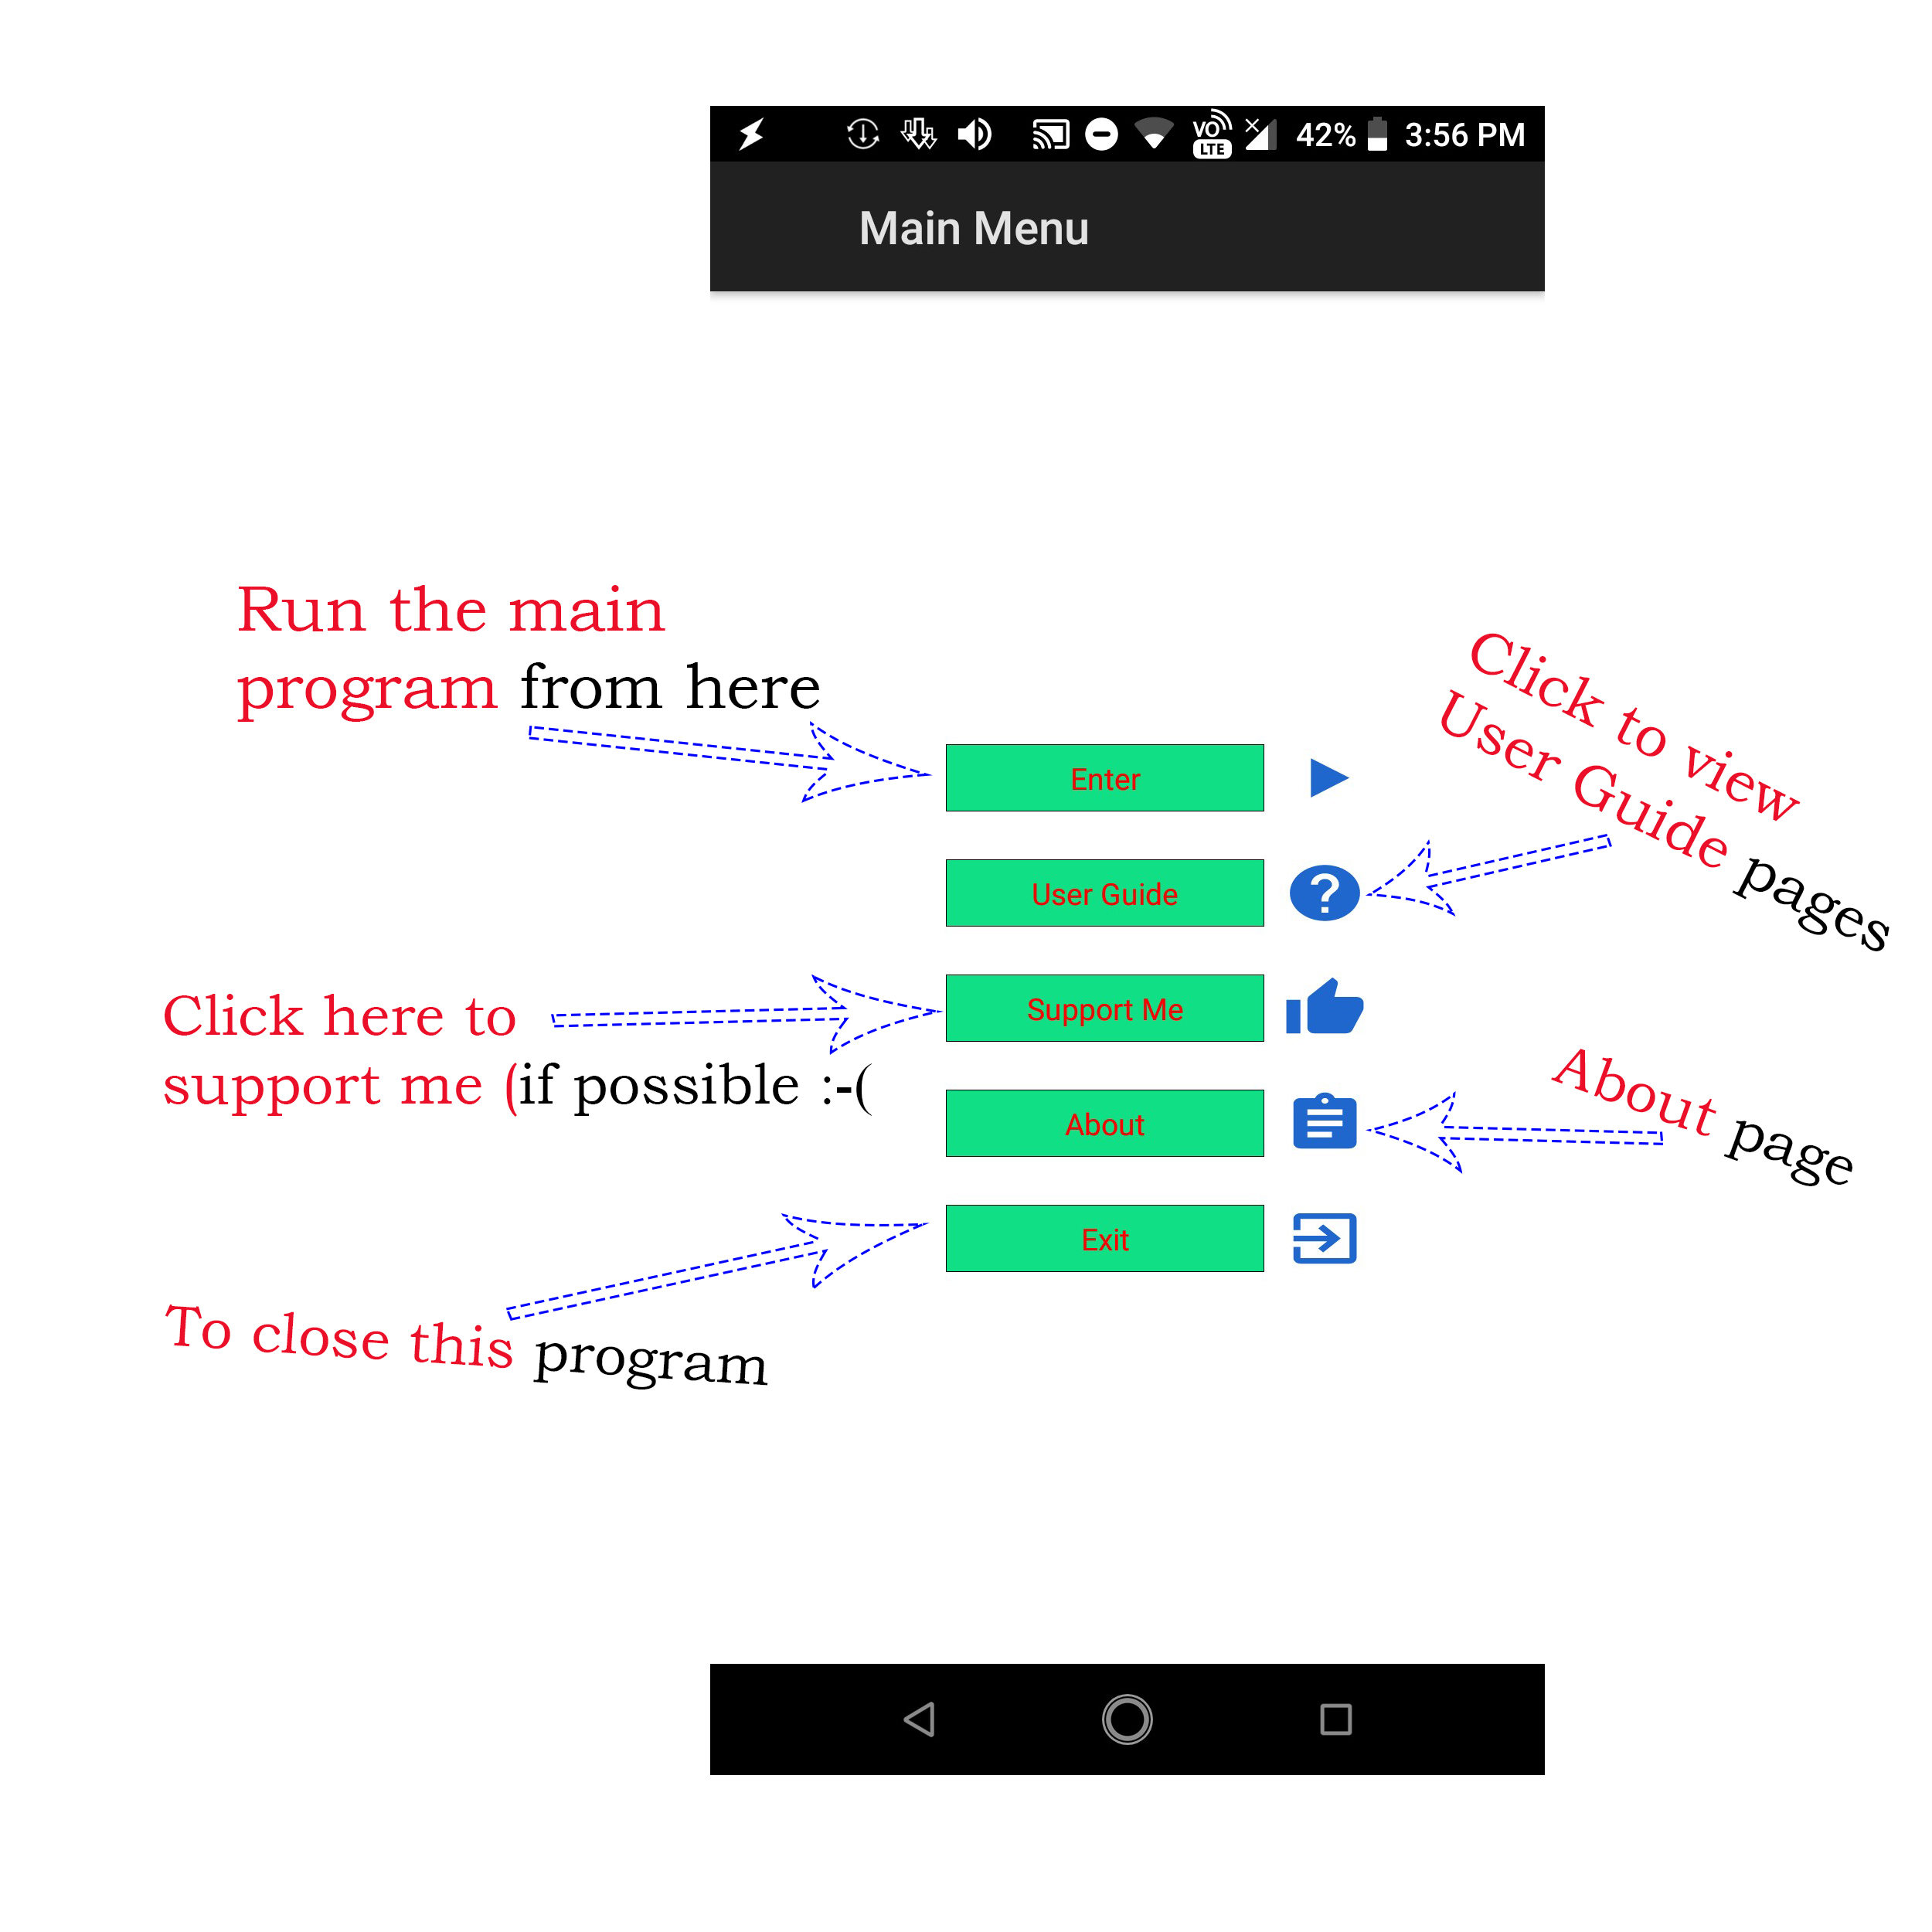 42% 3:56 PM
VO
LTE
Main Menu
Run the main
program from here
Click to view
User Guide pages
Enter
User Guide
Click here to
support me (if possible :-(
Support Me
About page
About
Exit
To close this program